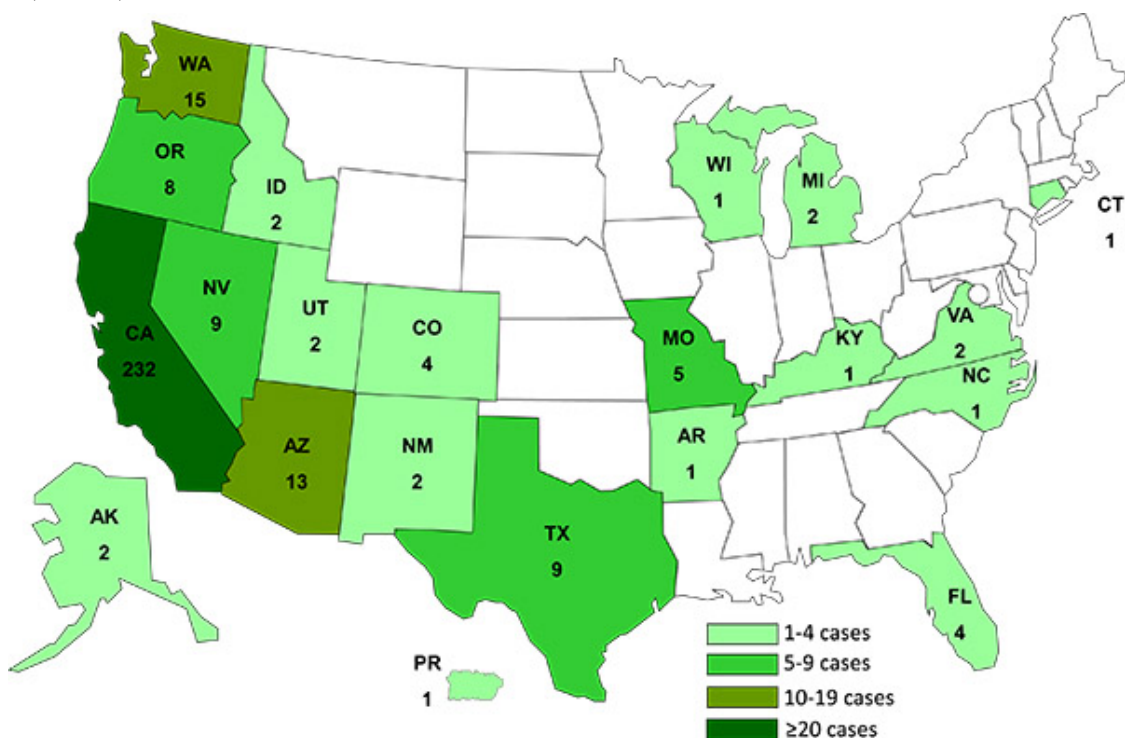 WA
15
OR
8
ID
2
WI
1
MI
2
CT
1
NV
9
UT
2
CO
4
CA
232
MO
5
KY
1
VA
2
NC
1
AZ
13
NM
2
AR
1
AK
2
TX
9
FL
4
PR
1
1-4 cases
5-9 cases
10-19 cases
≥20 cases